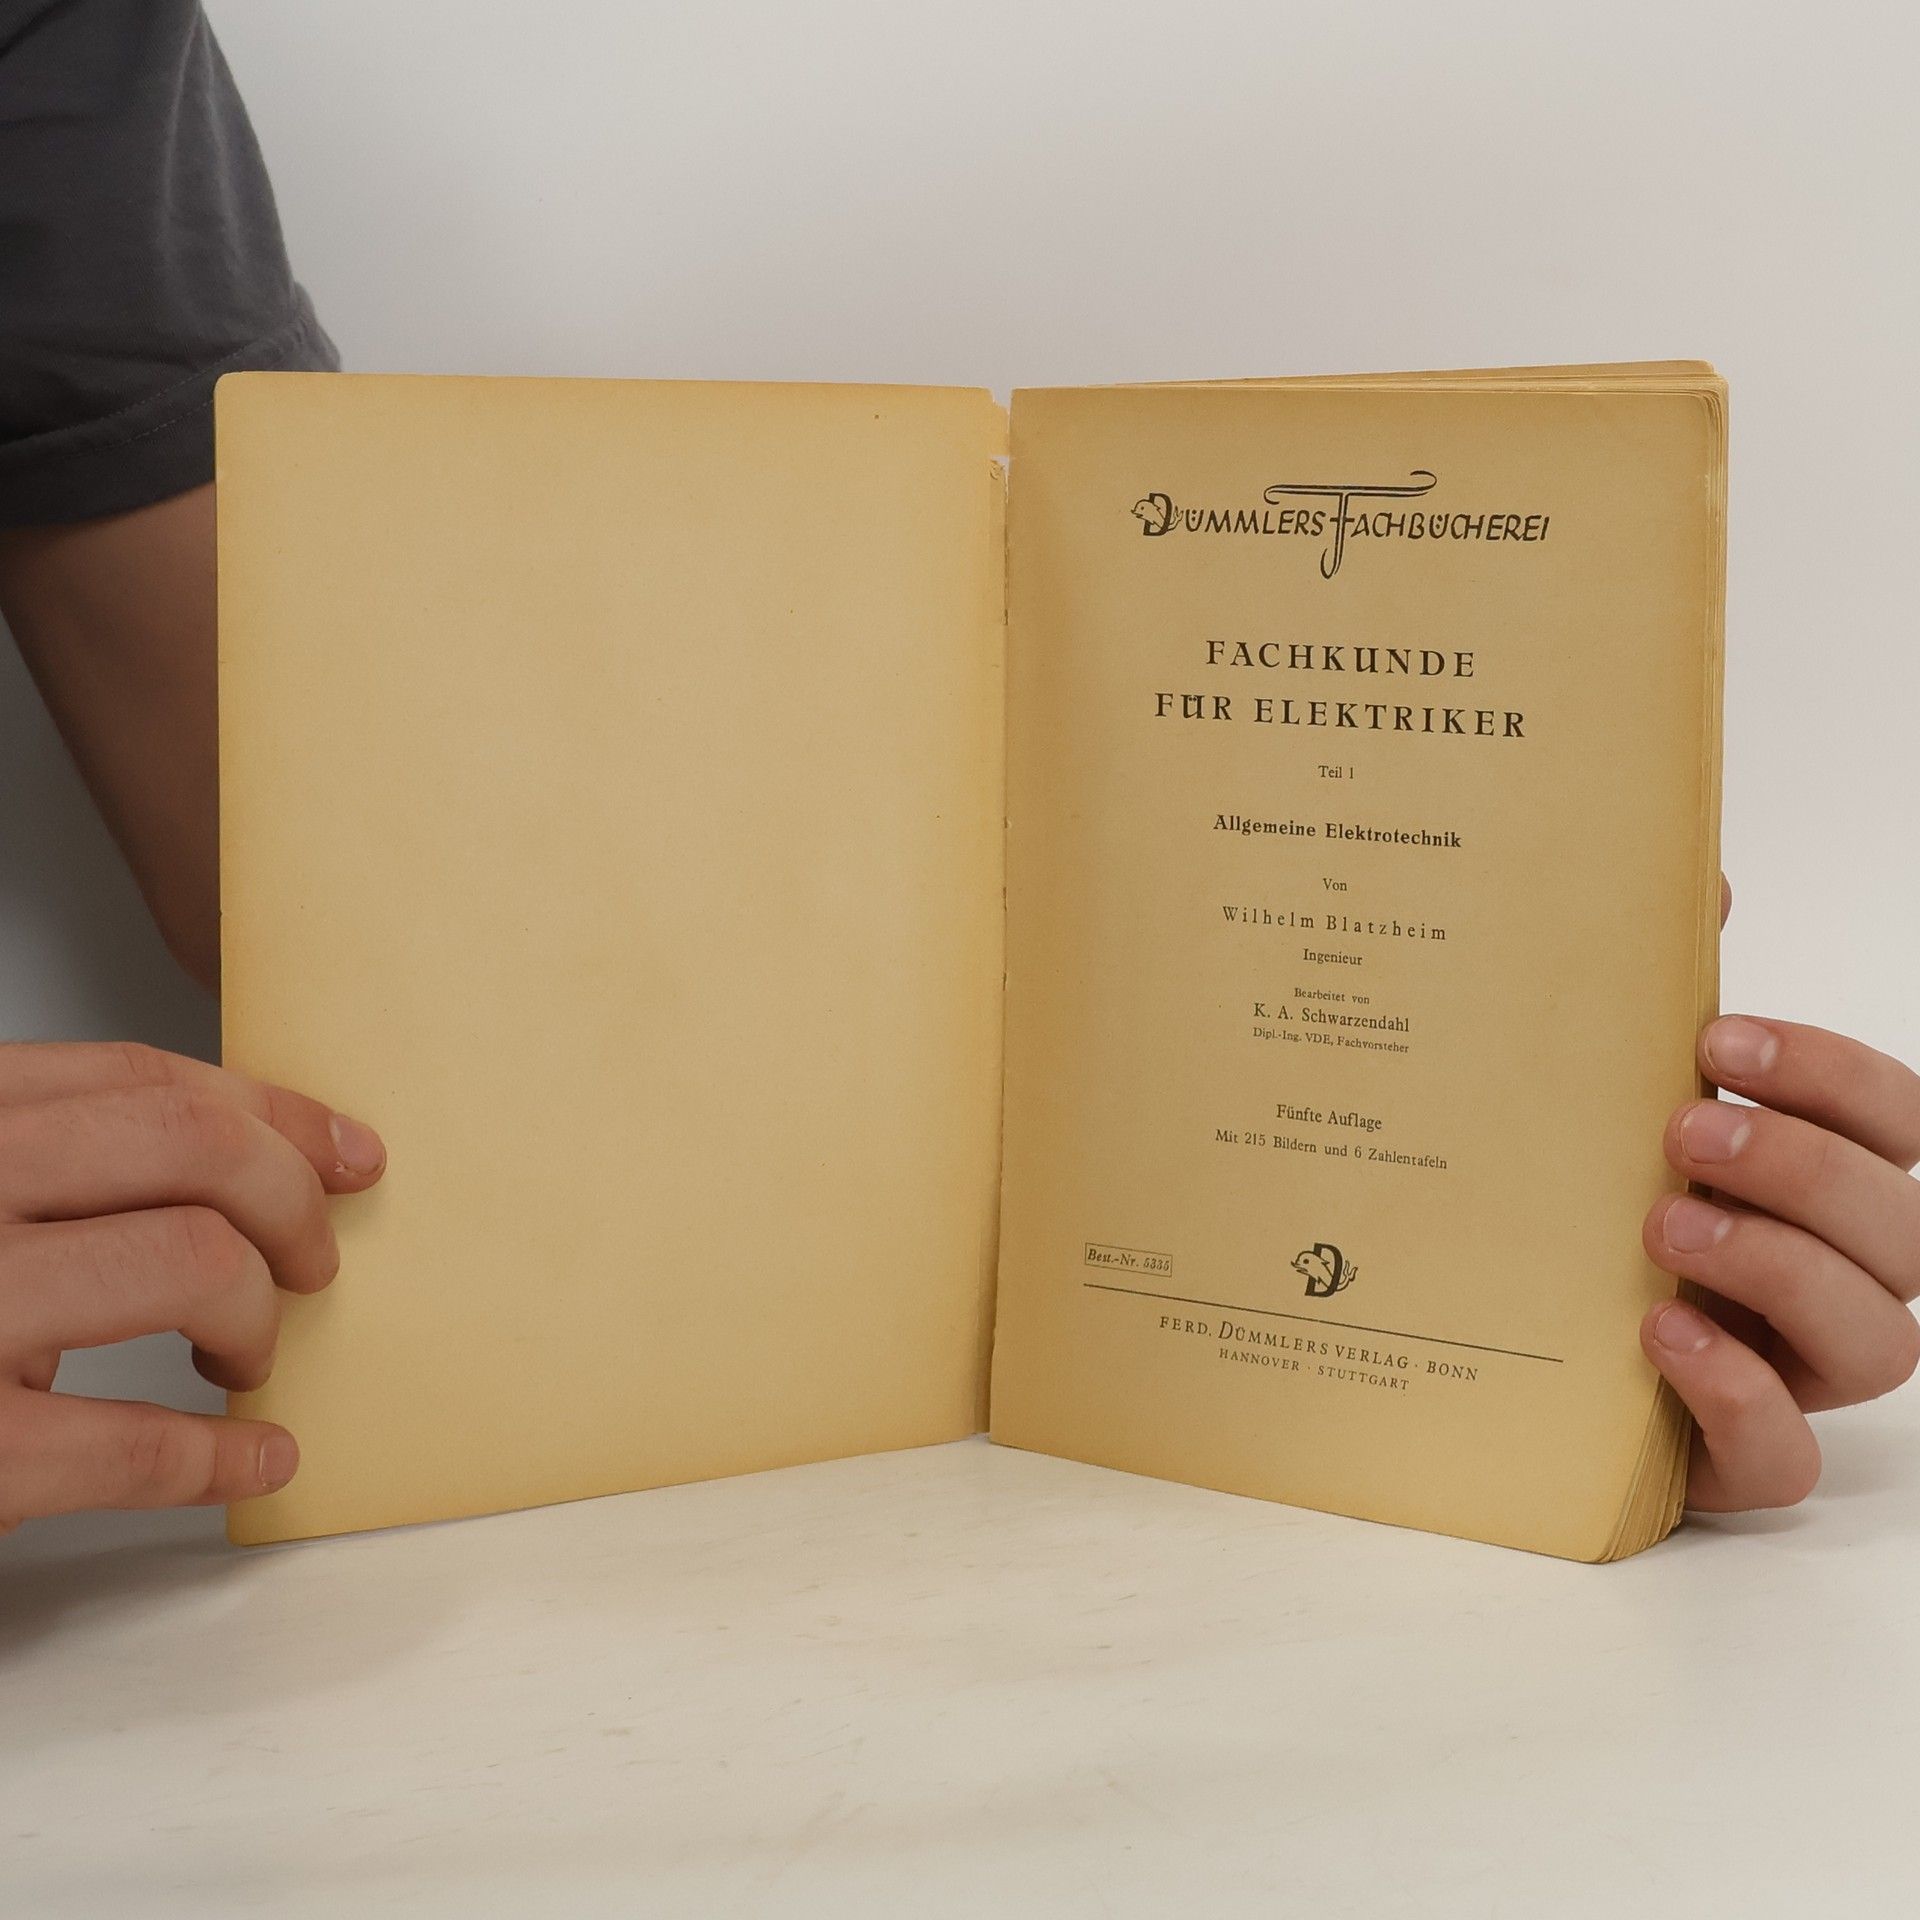 DÜMMLERS FACHBÜCHEREI
FACHKUNDE
FÜR ELEKTRIKER
Teil 1
Allgemeine Elektrotechnik
Von
Wilhelm Blatzheim
Ingenieur
Bearbeitet von
K. A. Schwarzendahl
Dipl.-Ing. VDE, Fachvorsteher
Fünfte Auflage
Mit 215 Bildern und 6 Zahlentafeln
D
Best.-Nr. 5335
FERD. DÜMMLERS VERLAG · BONN
HANNOVER · STUTTGART